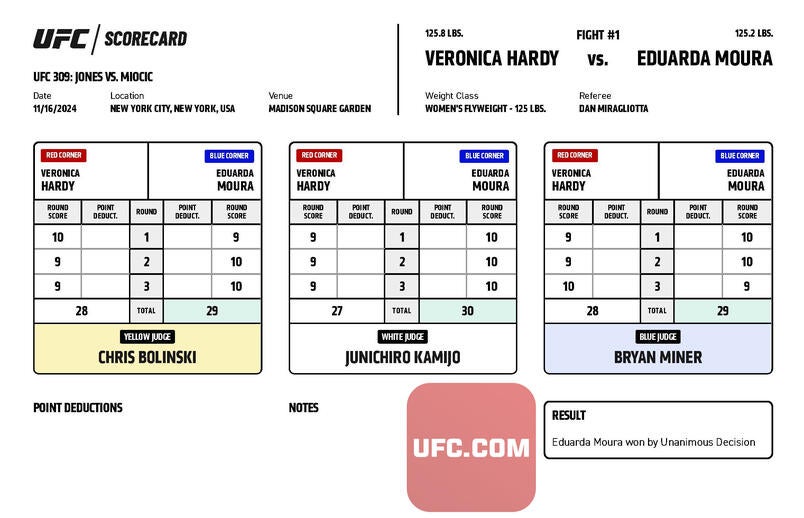 UFC SCORECARD
UFC 309: JONES VS. MIOCIC
Date Location Venue
11/16/2024 NEW YORK CITY, NEW YORK, USA MADISON SQUARE GARDEN
125.8 LBS. FIGHT #1 125.2 LBS.
VERONICA HARDY VS. EDUARDA MOURA
Weight Class Referee
WOMEN'S FLYWEIGHT - 125 LBS. DAN MIRAGLIOTTA
RED CORNER BLUE CORNER
VERONICA EDUARDA
HARDY MOURA
ROUND POINT ROUND POINT ROUND
SCORE DEDUCT. DEDUCT. SCORE
10 1 9
9 2 10
9 3 10
28 TOTAL 29
YELLOW JUDGE
CHRIS BOLINSKI
RED CORNER BLUE CORNER
VERONICA EDUARDA
HARDY MOURA
ROUND POINT ROUND POINT ROUND
SCORE DEDUCT. DEDUCT. SCORE
9 1 10
9 2 10
9 3 10
27 TOTAL 30
WHITE JUDGE
JUNICHIRO KAMIJO
RED CORNER BLUE CORNER
VERONICA EDUARDA
HARDY MOURA
ROUND POINT ROUND POINT ROUND
SCORE DEDUCT. DEDUCT. SCORE
9 1 10
9 2 10
10 3 9
28 TOTAL 29
BLUE JUDGE
BRYAN MINER
POINT DEDUCTIONS
NOTES
UFC.COM
RESULT
Eduarda Moura won by Unanimous Decision